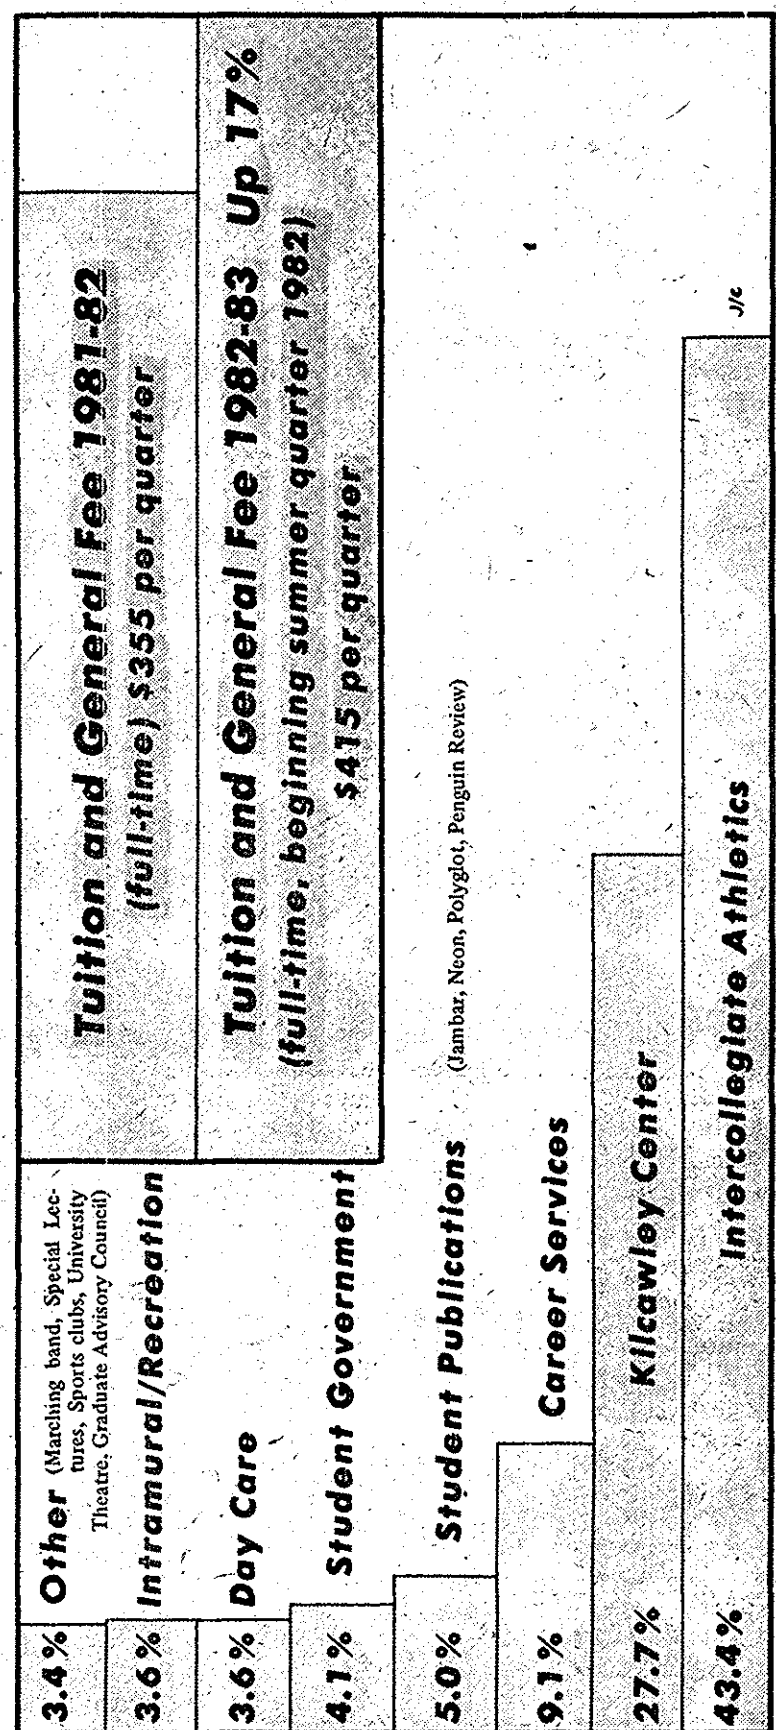 3.4% Other (Marching band, Special Lec-
tures, Sports clubs, University
Theatre, Graduate Advisory Council)
3.6% Intramural/Recreation
3.6% Day Care
4.1% Student Government
5.0% Student Publications (Jambar, Neon, Polyglot, Penguin Review)
9.1% Career Services
27.7% Kilcawley Center
43.4% Intercollegiate Athletics
J/c
Tuition and General Fee 1981-82
(full-time) $355 per quarter
Tuition and General Fee 1982-83 Up 17%
(full-time, beginning summer quarter 1982)
$415 per quarter